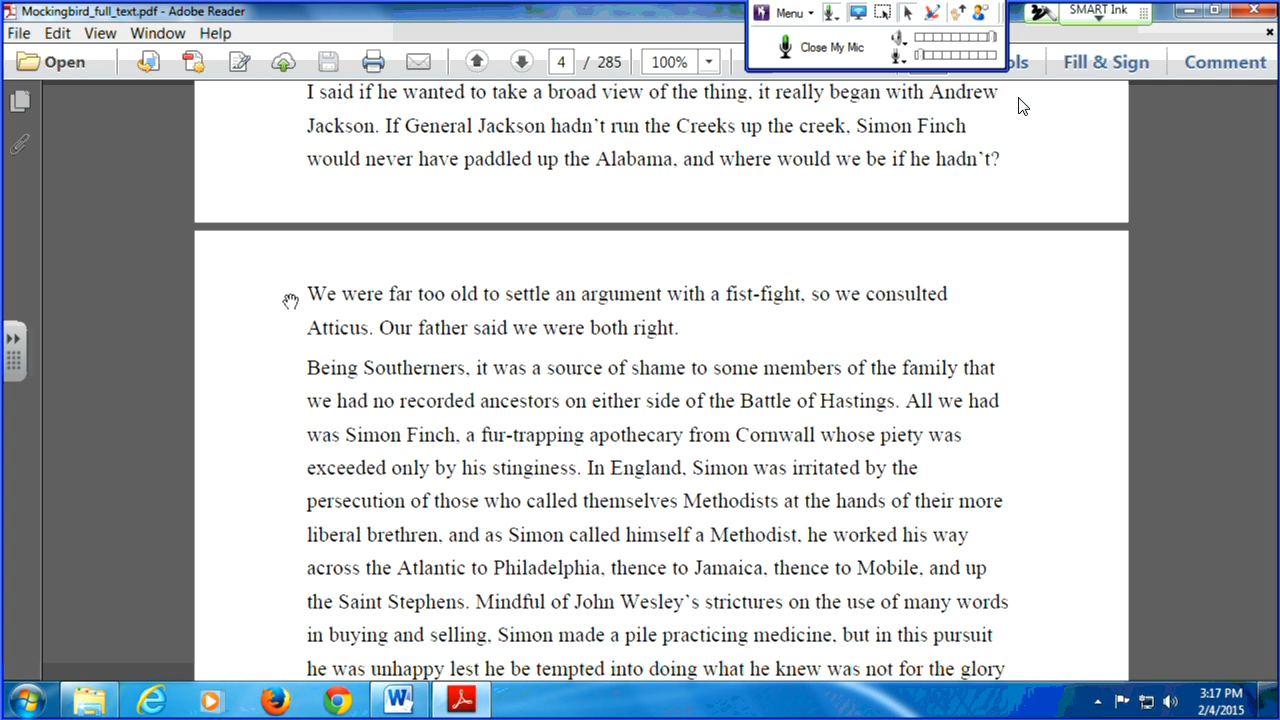 Mockingbird_full_text.pdf - Adobe Reader
Menu
SMART Ink
File Edit View Window Help
Close My Mic
Open
4 / 285
100%
Fill & Sign
Comment
I said if he wanted to take a broad view of the thing, it really began with Andrew
Jackson. If General Jackson hadn’t run the Creeks up the creek, Simon Finch
would never have paddled up the Alabama, and where would we be if he hadn’t?
We were far too old to settle an argument with a fist-fight, so we consulted
Atticus. Our father said we were both right.
Being Southerners, it was a source of shame to some members of the family that
we had no recorded ancestors on either side of the Battle of Hastings. All we had
was Simon Finch, a fur-trapping apothecary from Cornwall whose piety was
exceeded only by his stinginess. In England, Simon was irritated by the
persecution of those who called themselves Methodists at the hands of their more
liberal brethren, and as Simon called himself a Methodist, he worked his way
across the Atlantic to Philadelphia, thence to Jamaica, thence to Mobile, and up
the Saint Stephens. Mindful of John Wesley’s strictures on the use of many words
in buying and selling, Simon made a pile practicing medicine, but in this pursuit
he was unhappy lest he be tempted into doing what he knew was not for the glory
3:17 PM
2/4/2015